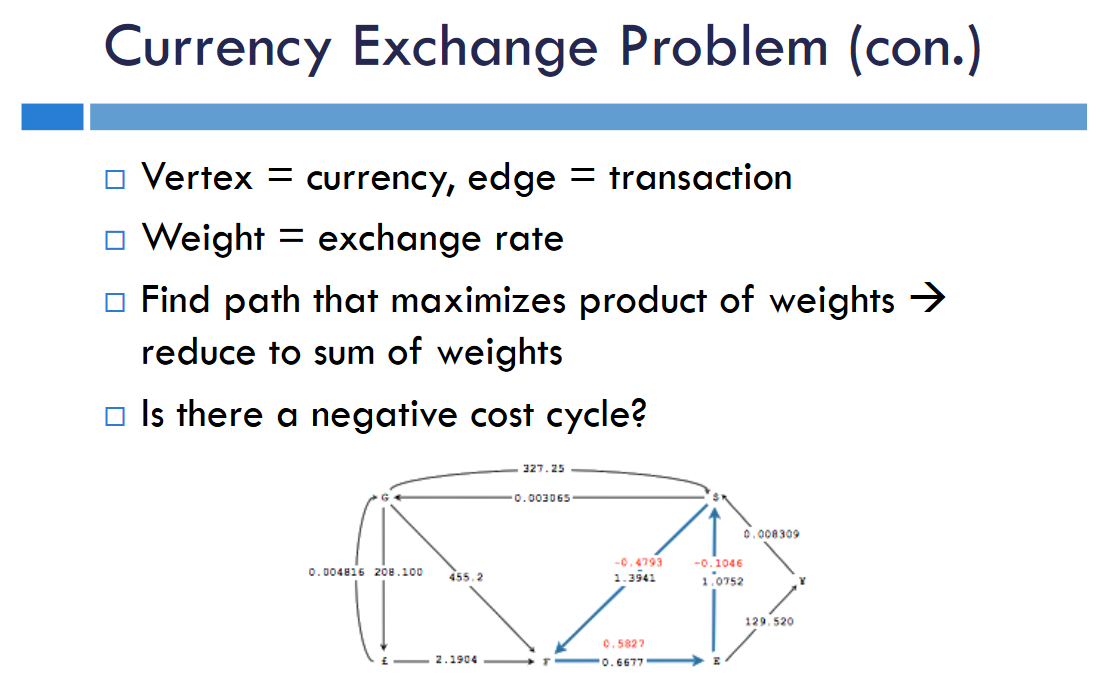 Currency Exchange Problem (con.)
Vertex = currency, edge = transaction
Weight = exchange rate
Find path that maximizes product of weights →
reduce to sum of weights
Is there a negative cost cycle?
327.25
G 0.003065 $
0.008309
-0.4793 -0.1046
0.004816 208.100 455.2 1.3941 1.0752 ¥
129.520
0.5827
£ 2.1904 F 0.6677 E